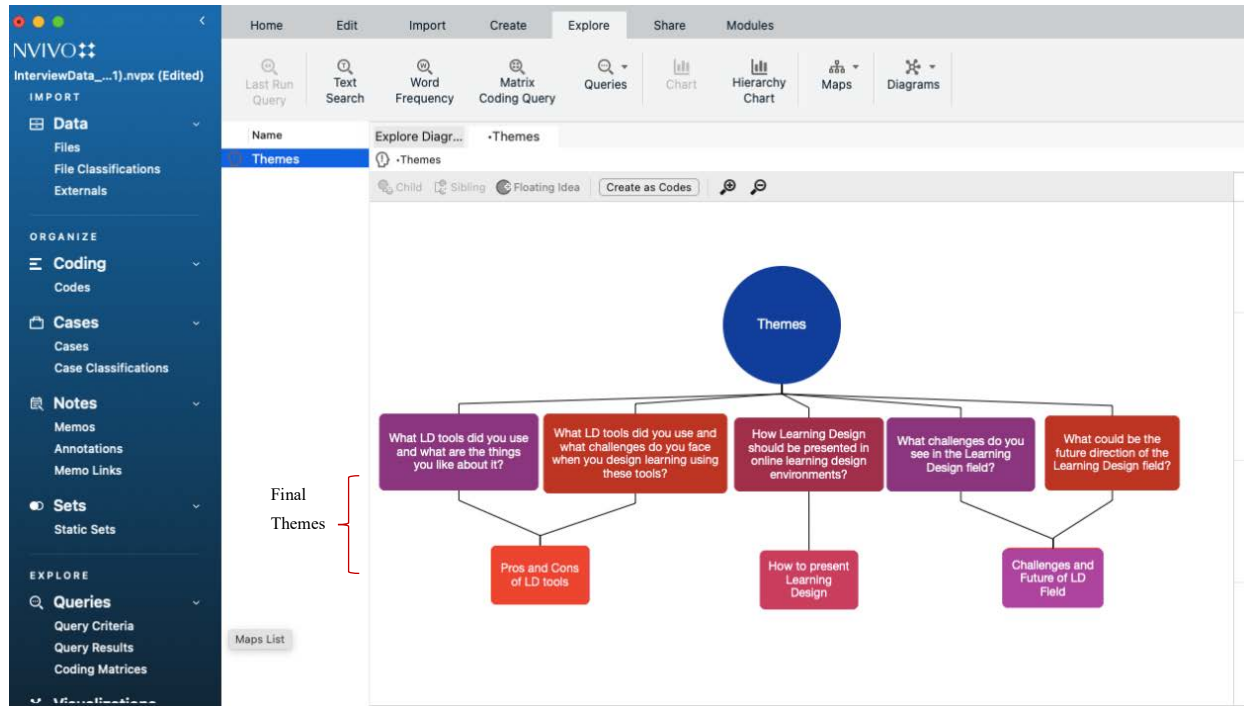 NVIVO
InterviewData_...1).nvpx (Edited)
IMPORT
Data
Files
File Classifications
Externals
ORGANIZE
Coding
Codes
Cases
Cases
Case Classifications
Notes
Memos
Annotations
Memo Links
Sets
Static Sets
EXPLORE
Queries
Query Criteria
Query Results
Coding Matrices
Visualizations
Home Edit Import Create Explore Share Modules
Last Run
Query
Text
Search
Word
Frequency
Matrix
Coding Query
Queries
Chart
Hierarchy
Chart
Maps
Diagrams
Name
Themes
Maps List
Explore Diagr... •Themes
•Themes
Child Sibling Floating Idea Create as Codes
Themes
What LD tools did you use
and what are the things
you like about it?
What LD tools did you use and
what challenges do you face
when you design learning using
these tools?
How Learning Design
should be presented in
online learning design
environments?
What challenges do you
see in the Learning
Design field?
What could be the
future direction of the
Learning Design field?
Final
Themes
Pros and Cons
of LD tools
How to present
Learning
Design
Challenges and
Future of LD
Field